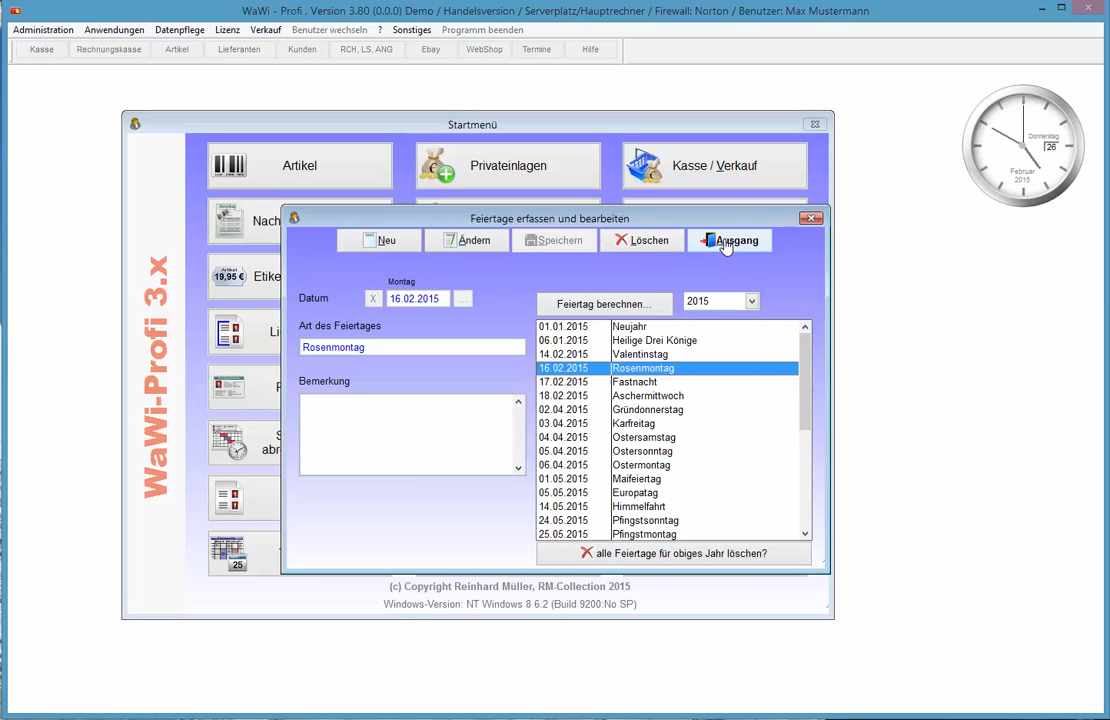 WaWi - Profi . Version 3.80 (0.0.0) Demo / Handelsversion / Serverplatz/Hauptrechner / Firewall: Norton / Benutzer: Max Mustermann
Administration Anwendungen Datenpflege Lizenz Verkauf Benutzer wechseln ? Sonstiges Programm beenden
Kasse Rechnungskasse Artikel Lieferanten Kunden RCH, LS, ANG Ebay WebShop Termine Hilfe
Startmenü
Artikel
Privateinlagen
Kasse / Verkauf
Donnerstag
26
Februar
2015
WaWi-Profi 3.x
Nach
Artikel
19,95 €
Etike
Feiertage erfassen und bearbeiten
Neu Ändern Speichern Löschen Ausgang
Montag
Datum X 16.02.2015 ...
Feiertag berechnen... 2015
Art des Feiertages
Rosenmontag
Bemerkung
01.01.2015 Neujahr
06.01.2015 Heilige Drei Könige
14.02.2015 Valentinstag
16.02.2015 Rosenmontag
17.02.2015 Fastnacht
18.02.2015 Aschermittwoch
02.04.2015 Gründonnerstag
03.04.2015 Karfreitag
04.04.2015 Ostersamstag
05.04.2015 Ostersonntag
06.04.2015 Ostermontag
01.05.2015 Maifeiertag
05.05.2015 Europatag
14.05.2015 Himmelfahrt
24.05.2015 Pfingstsonntag
25.05.2015 Pfingstmontag
alle Feiertage für obiges Jahr löschen?
25
(c) Copyright Reinhard Müller, RM-Collection 2015
Windows-Version: NT Windows 8 6.2 (Build 9200:No SP)